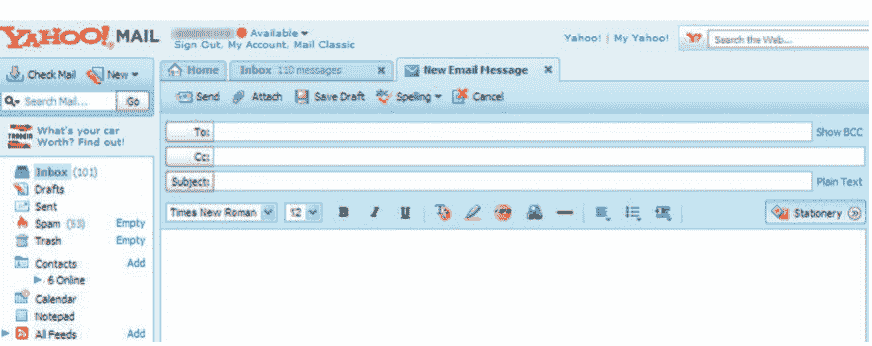 YAHOO! MAIL
Available
Sign Out, My Account, Mail Classic
Yahoo! | My Yahoo!
Search the Web...
Check Mail New
Home
Inbox 110 messages x
New Email Message x
Search Mail... Go
Send Attach Save Draft Spelling Cancel
What's your car
Worth? Find out!
To: Show BCC
Cc:
Subject: Plain Text
Times New Roman 12 B I U Stationery
Inbox (101)
Drafts
Sent
Spam (53) Empty
Trash Empty
Contacts Add
6 Online
Calendar
Notepad
All Feeds Add